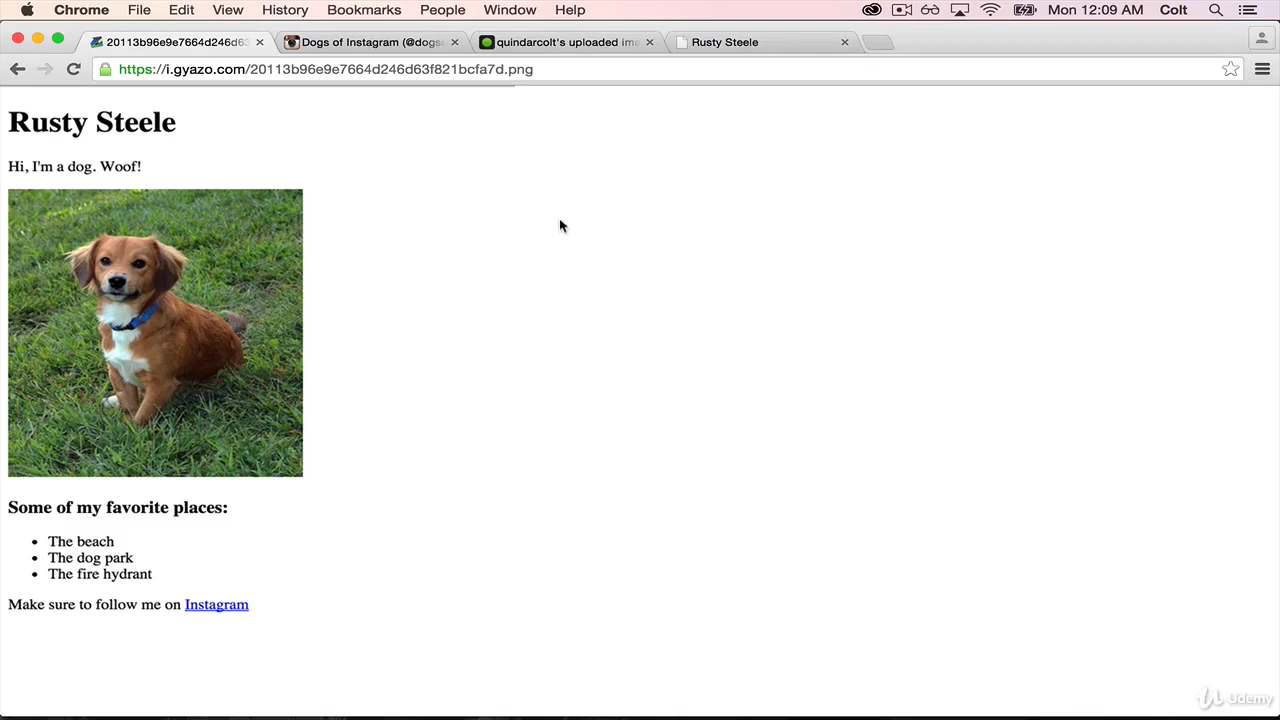 Chrome File Edit View History Bookmarks People Window Help Mon 12:09 AM Colt
20113b96e9e7664d246d63 Dogs of Instagram (@dogs quindarcolt's uploaded ima Rusty Steele
https://i.gyazo.com/20113b96e9e7664d246d63f821bcfa7d.png
Rusty Steele
Hi, I'm a dog. Woof!
Some of my favorite places:
• The beach
• The dog park
• The fire hydrant
Make sure to follow me on Instagram
Udemy